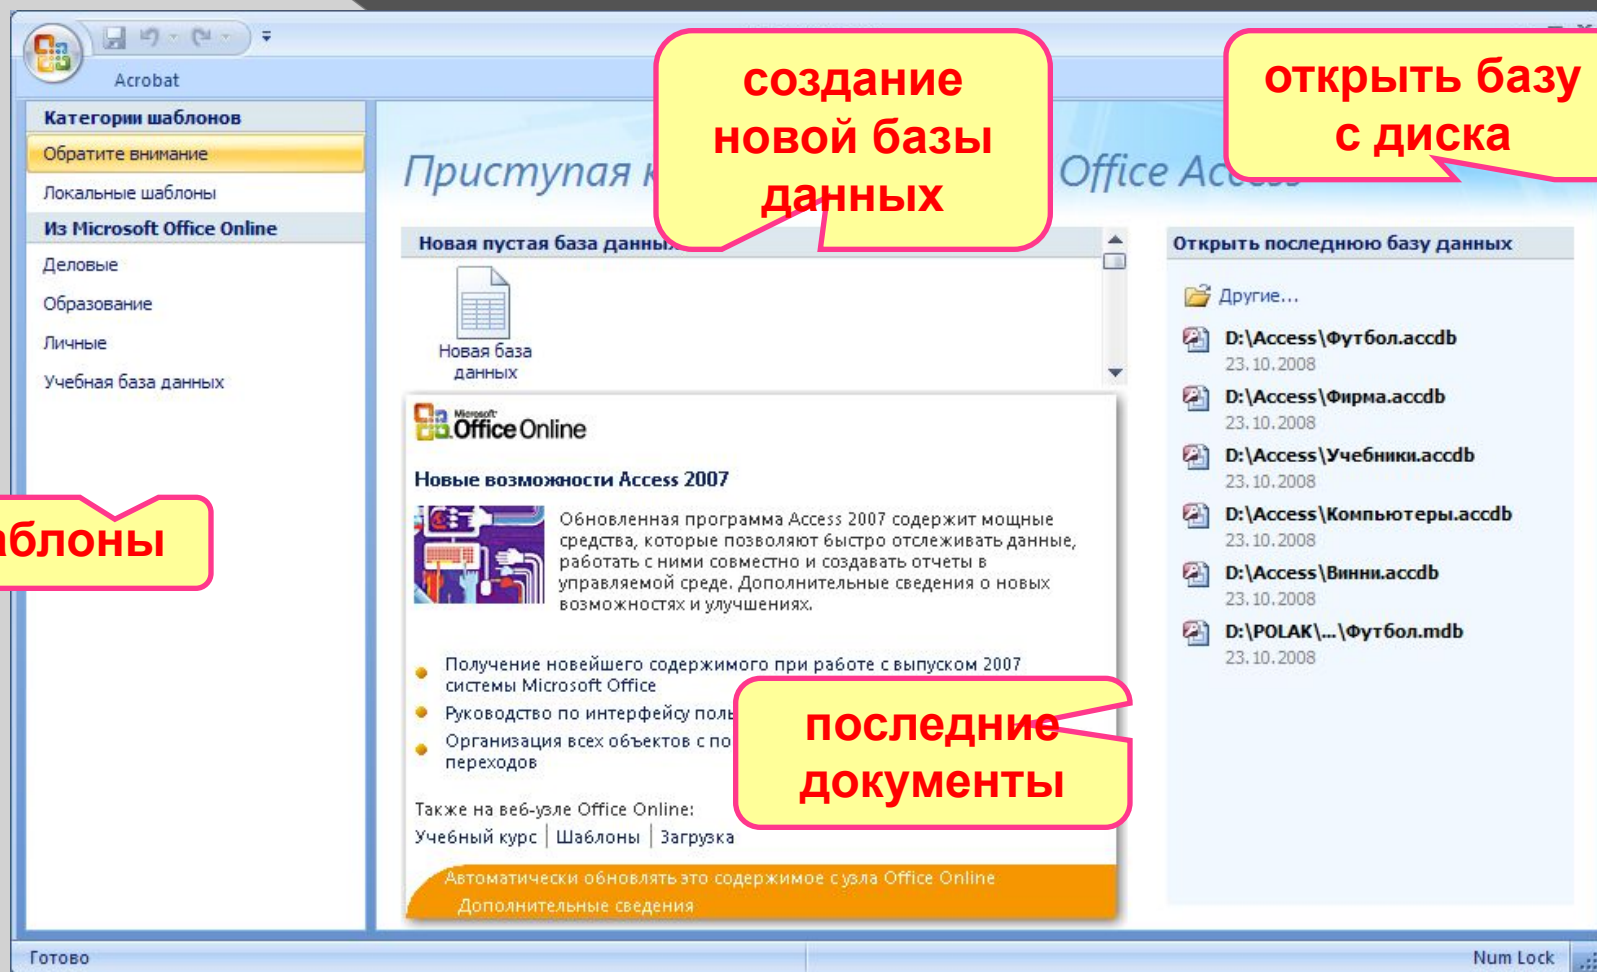 Acrobat
Категории шаблонов
Обратите внимание
Локальные шаблоны
Из Microsoft Office Online
Деловые
Образование
Личные
Учебная база данных
аблоны
создание
новой базы
данных
открыть базу
с диска
Приступая Office
Новая пустая база данных
Новая база
данных
Microsoft
Office Online
Новые возможности Access 2007
Обновленная программа Access 2007 содержит мощные
средства, которые позволяют быстро отслеживать данные,
работать с ними совместно и создавать отчеты в
управляемой среде. Дополнительные сведения о новых
возможностях и улучшениях.
Получение новейшего содержимого при работе с выпуском 2007
системы Microsoft Office
Руководство по интерфейсу
Организация всех объектов с
переходов
последние
документы
Также на веб-узле Office Online:
Учебный курс | Шаблоны | Загрузка
Автоматически обновлять это содержимое с узла Office Online
Дополнительные сведения
Открыть последнюю базу данных
Другие...
D:\Access\Футбол.accdb
23.10.2008
D:\Access\Фирма.accdb
23.10.2008
D:\Access\Учебники.accdb
23.10.2008
D:\Access\Компьютеры.accdb
23.10.2008
D:\Access\Винни.accdb
23.10.2008
D:\POLAK\...\Футбол.mdb
23.10.2008
Готово
Num Lock